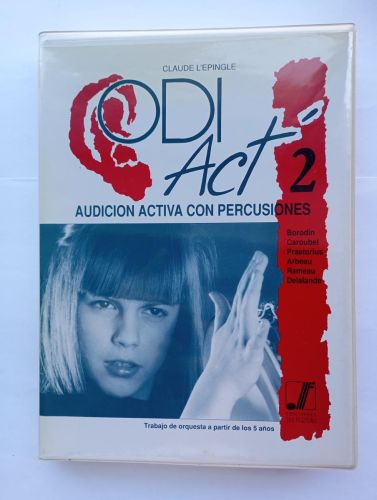 CLAUDE L'EPINGLE
ODI
Act'
2
AUDICION ACTIVA CON PERCUSIONES
Borodin
Caroubel
Praetorius
Arbeau
Rameau
Delalande
Trabajo de orquesta a partir de los 5 años